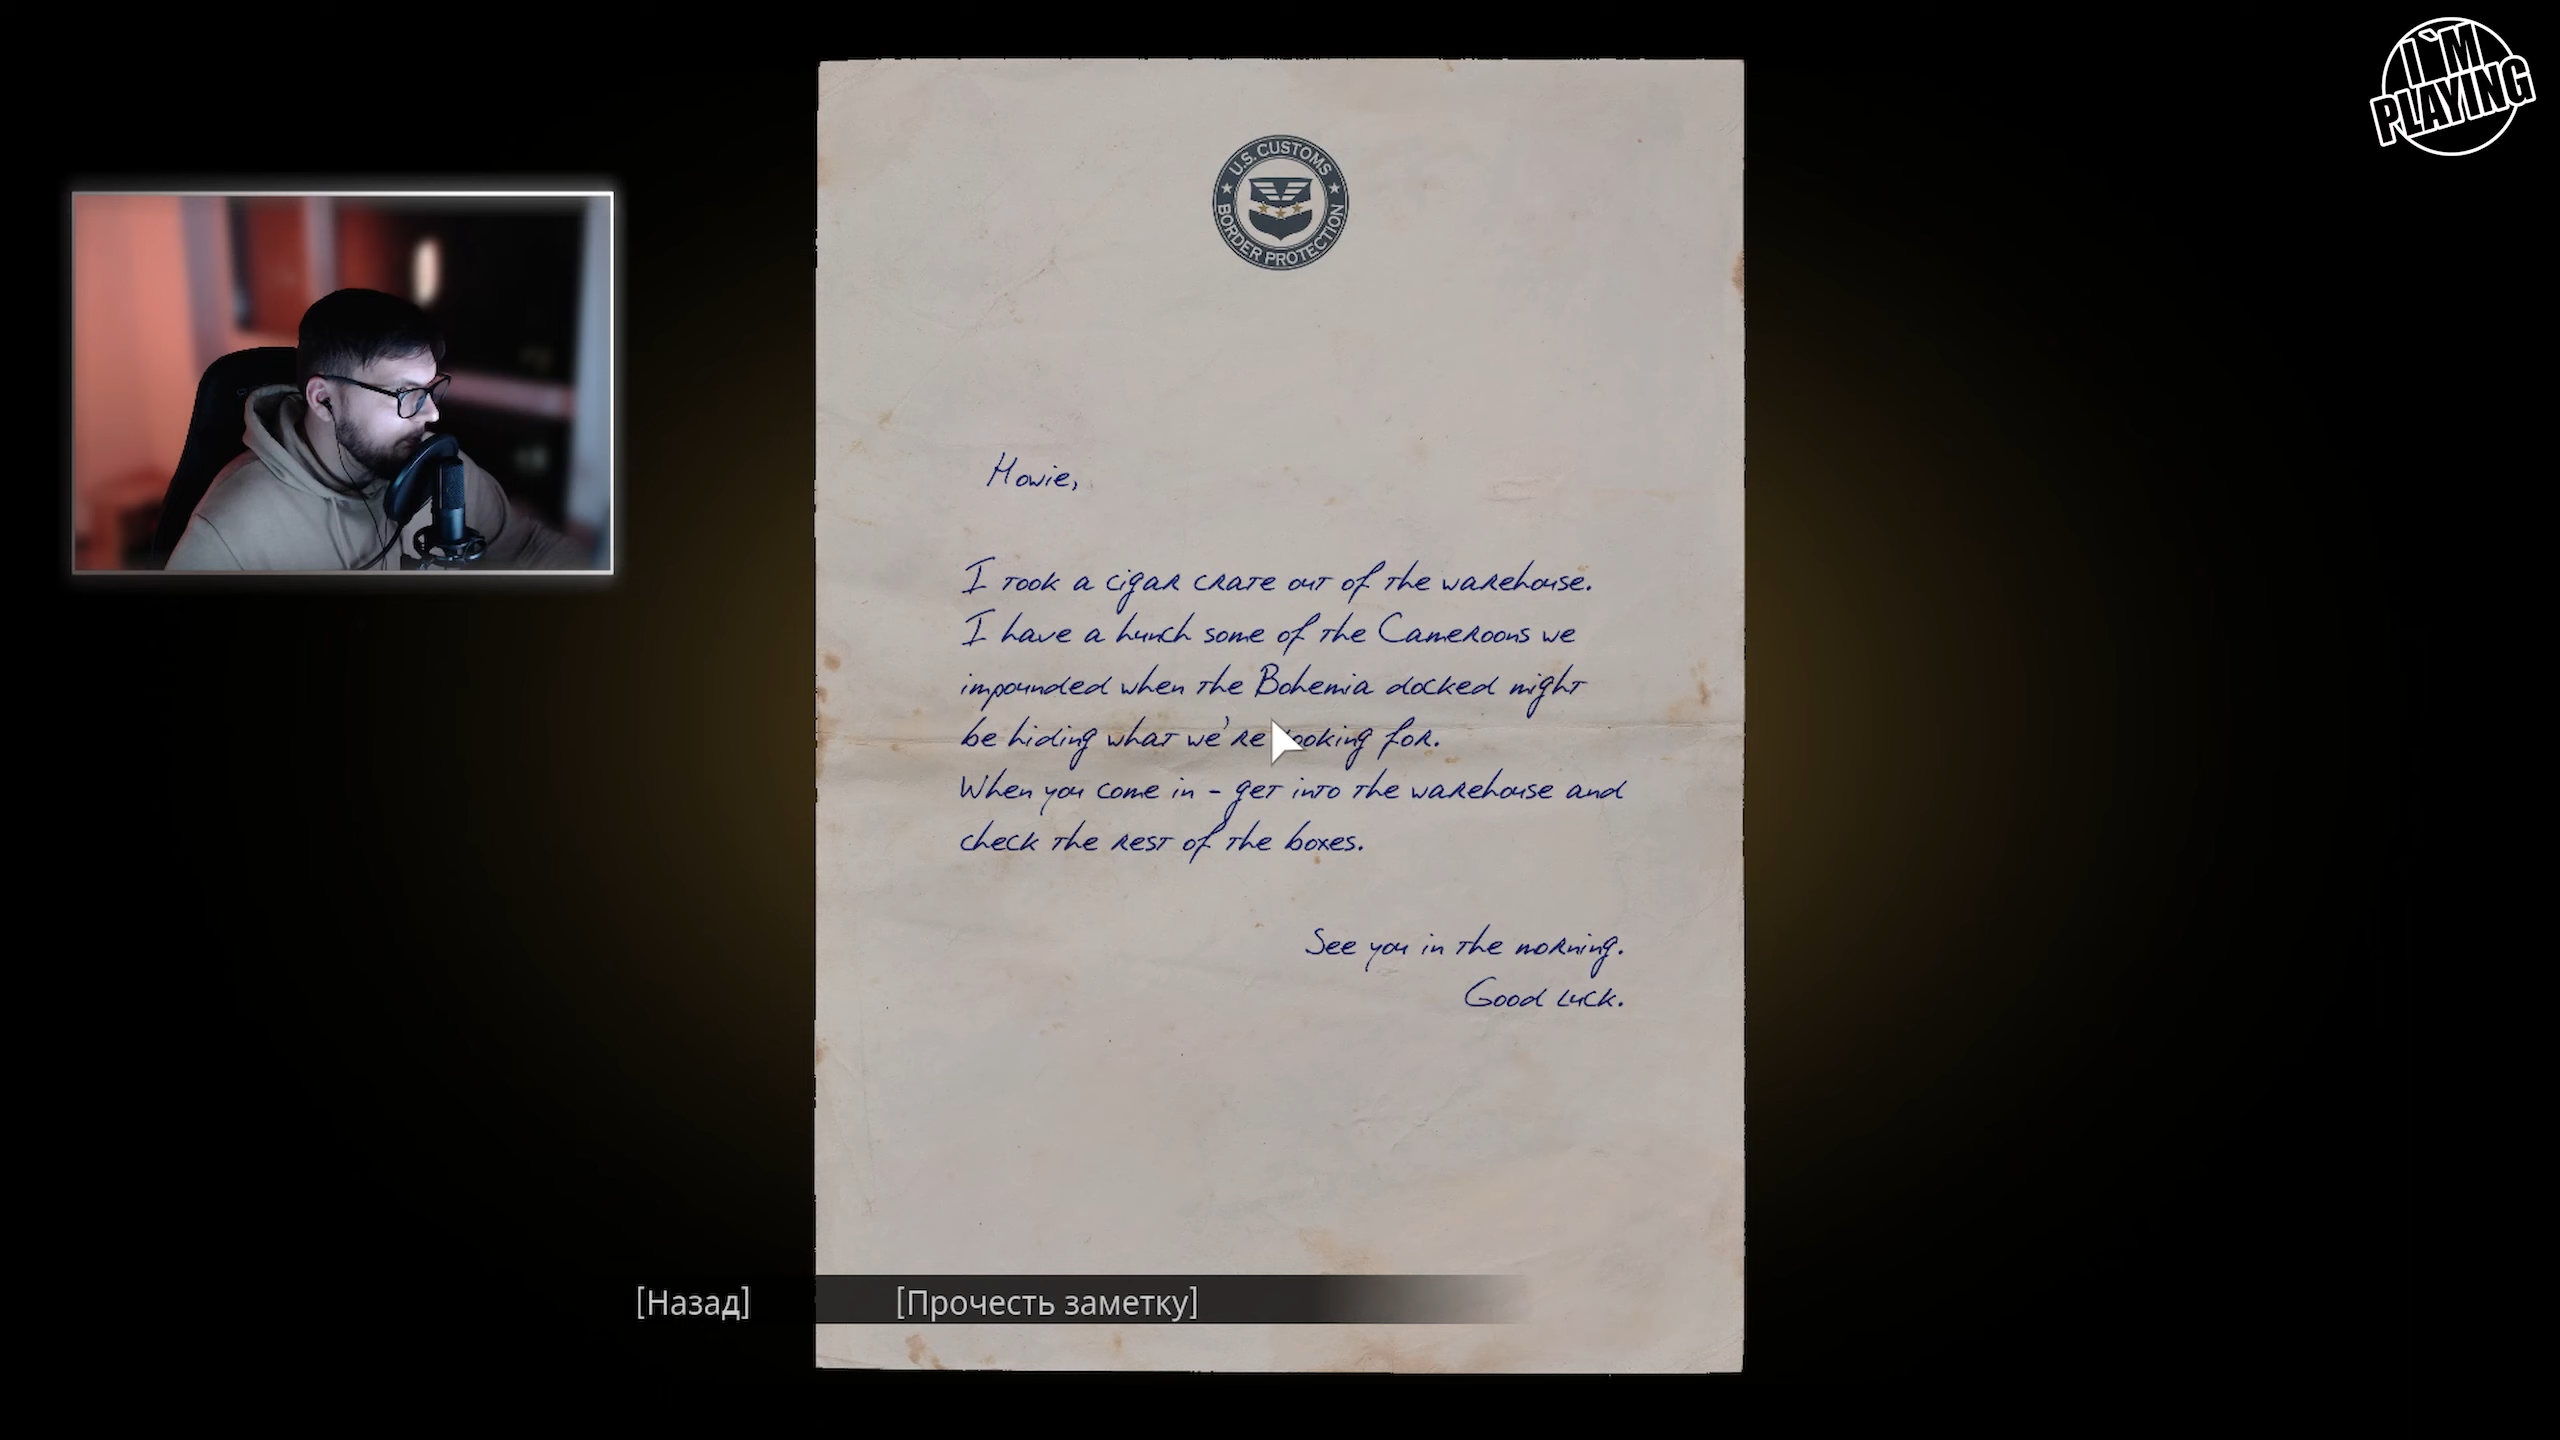 I`M
PLAYING
U.S. CUSTOMS
BORDER PROTECTION
Howie,
I took a cigar crate out of the warehouse.
I have a hunch some of the Cameroons we
impounded when the Bohemia docked might
be hiding what we're looking for.
When you come in - get into the warehouse and
check the rest of the boxes.
See you in the morning.
Good luck.
[Назад]
[Прочесть заметку]